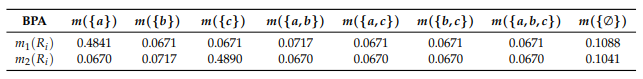 BPA m({a}) m({b}) m({c}) m({a,b}) m({a,c}) m({b,c}) m({a,b,c}) m({∅})
m₁(Rᵢ) 0.4841 0.0671 0.0671 0.0717 0.0671 0.0671 0.0671 0.1088
m₂(Rᵢ) 0.0670 0.0717 0.4890 0.0670 0.0670 0.0670 0.0670 0.1041